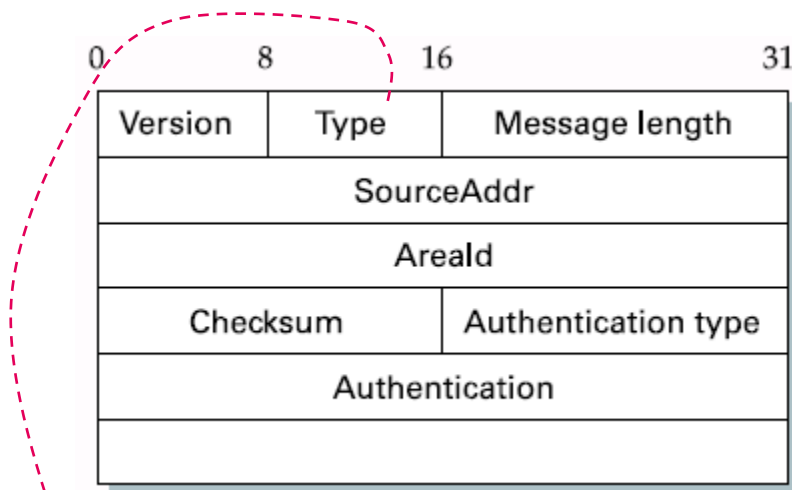 0 8 16 31
Version Type Message length
SourceAddr
AreaId
Checksum Authentication type
Authentication